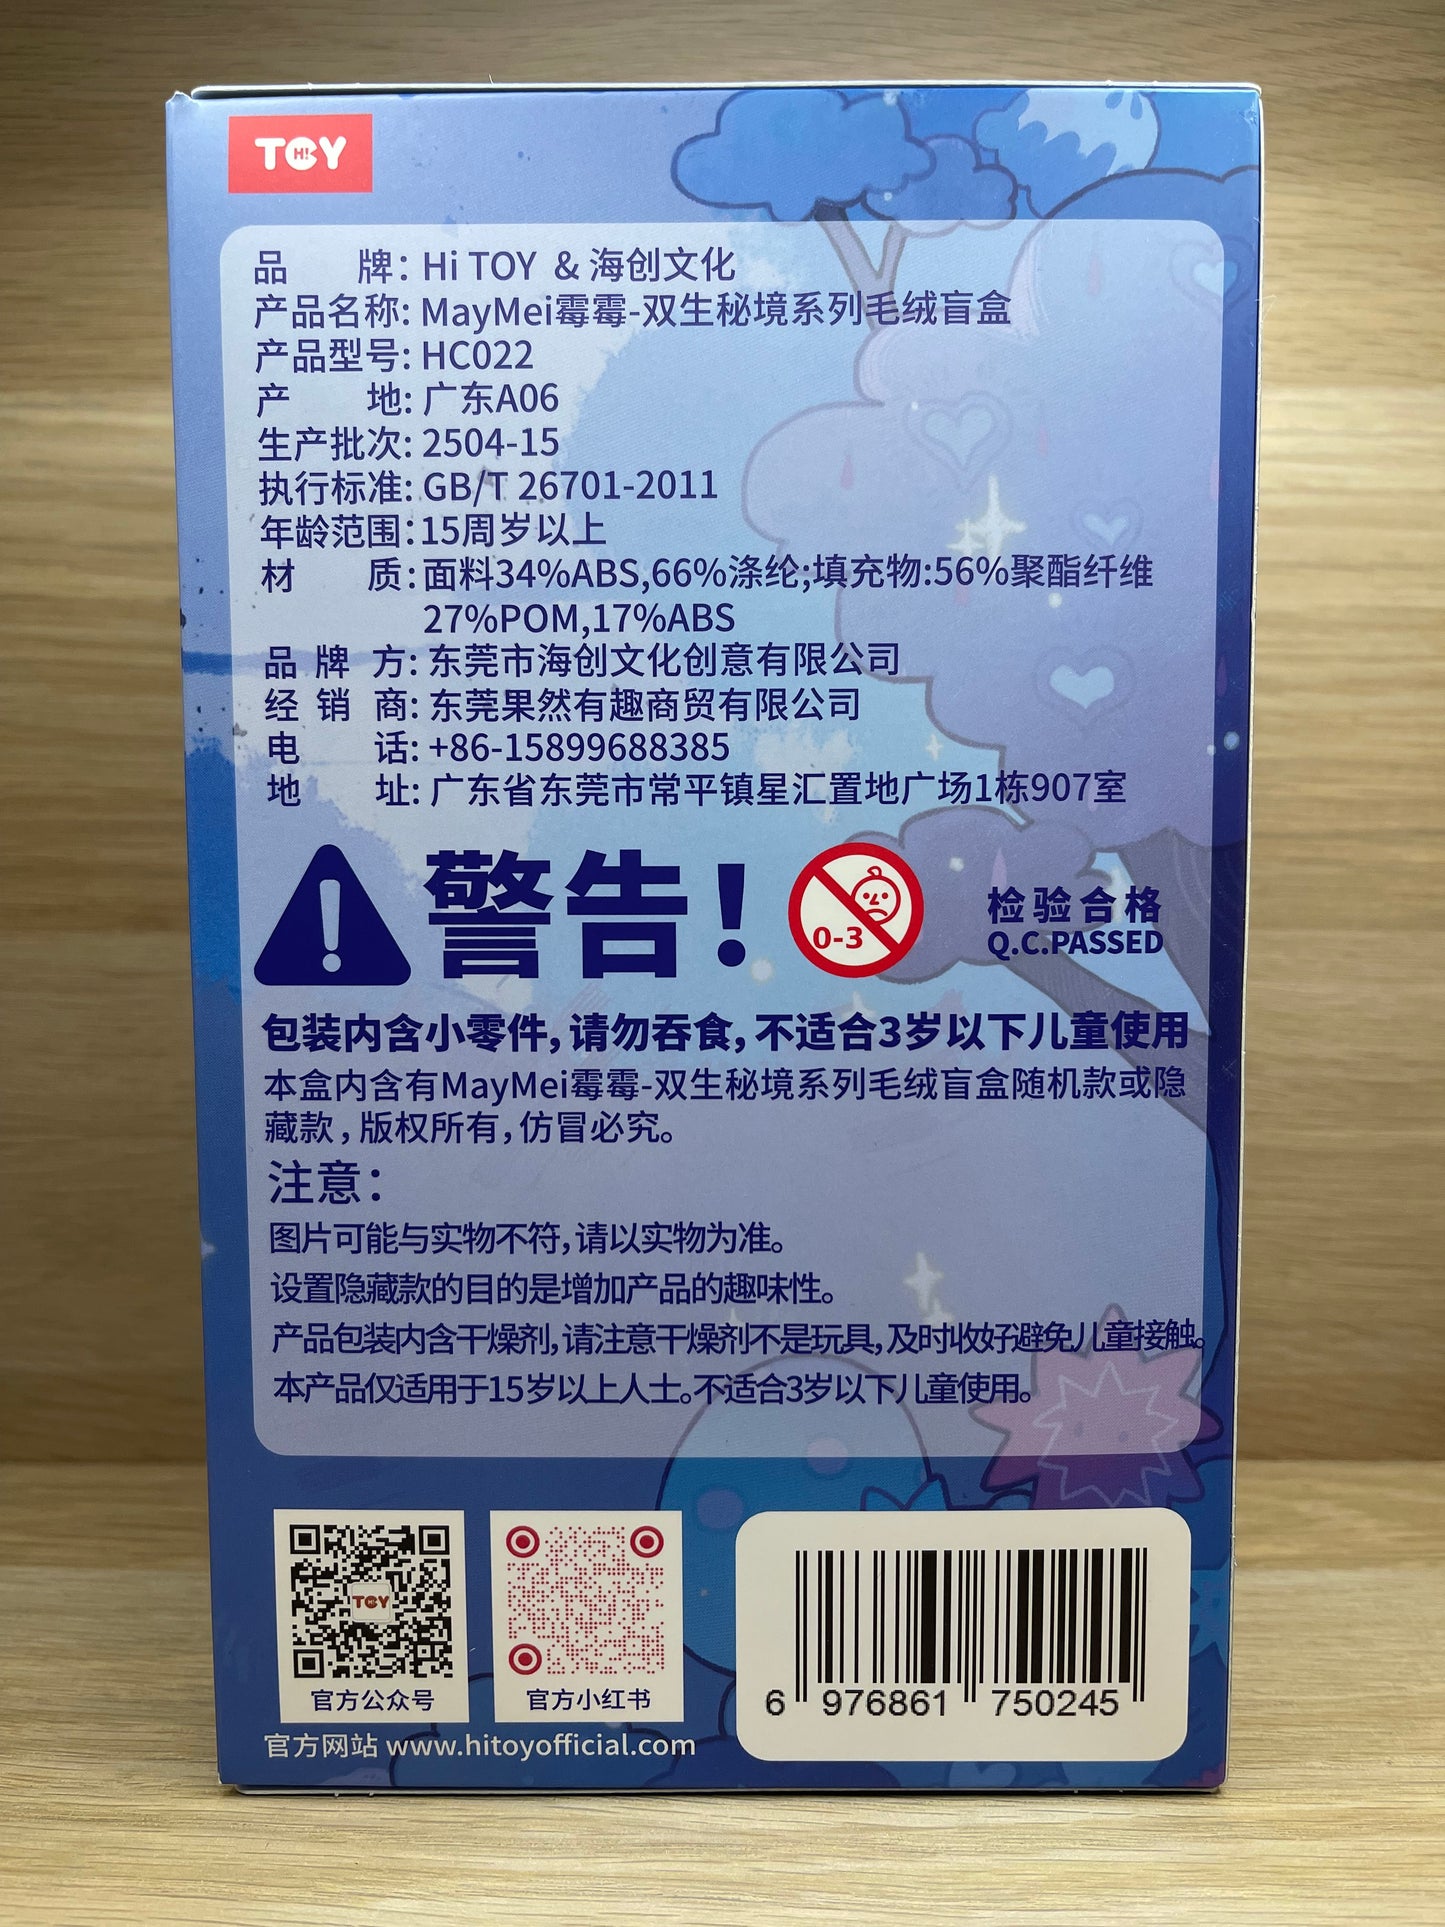 THi!Y
品牌：Hi TOY & 海创文化
产品名称：MayMei霉霉-双生秘境系列毛绒盲盒
产品型号：HC022
产地：广东A06
生产批次：2504-15
执行标准：GB/T 26701-2011
年龄范围：15周岁以上
材质：面料34%ABS,66%涤纶;填充物:56%聚酯纤维
27%POM,17%ABS
品牌方：东莞市海创文化创意有限公司
经销商：东莞果然有趣商贸有限公司
电话：+86-15899688385
地址：广东省东莞市常平镇星汇置地广场1栋907室
警告！
0-3
检验合格
Q.C.PASSED
包装内含小零件，请勿吞食，不适合3岁以下儿童使用
本盒内含有MayMei霉霉-双生秘境系列毛绒盲盒随机款或隐
藏款，版权所有，仿冒必究。
注意：
图片可能与实物不符，请以实物为准。
设置隐藏款的目的是增加产品的趣味性。
产品包装内含干燥剂，请注意干燥剂不是玩具，及时收好避免儿童接触。
本产品仅适用于15岁以上人士。不适合3岁以下儿童使用。
TOY
官方公众号
官方小红书
官方网站 www.hitoyofficial.com
6 976861 750245